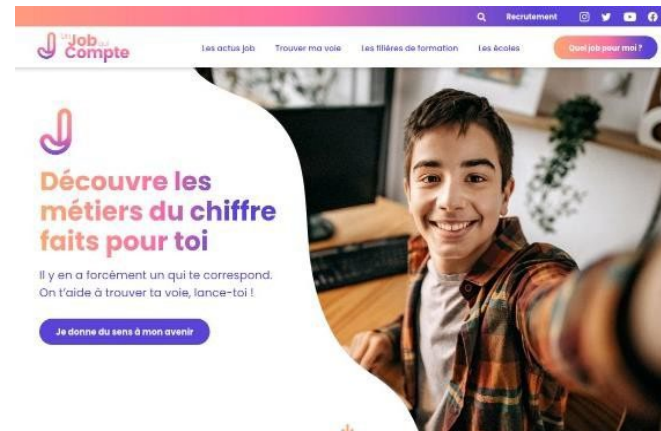 Recrutement
Un Job qui Compte
Les actus job Trouver ma voie Les filières de formation Les écoles Quel job pour moi ?
Découvre les
métiers du chiffre
faits pour toi
Il y en a forcément un qui te correspond.
On t'aide à trouver ta voie, lance-toi !
Je donne du sens à mon avenir